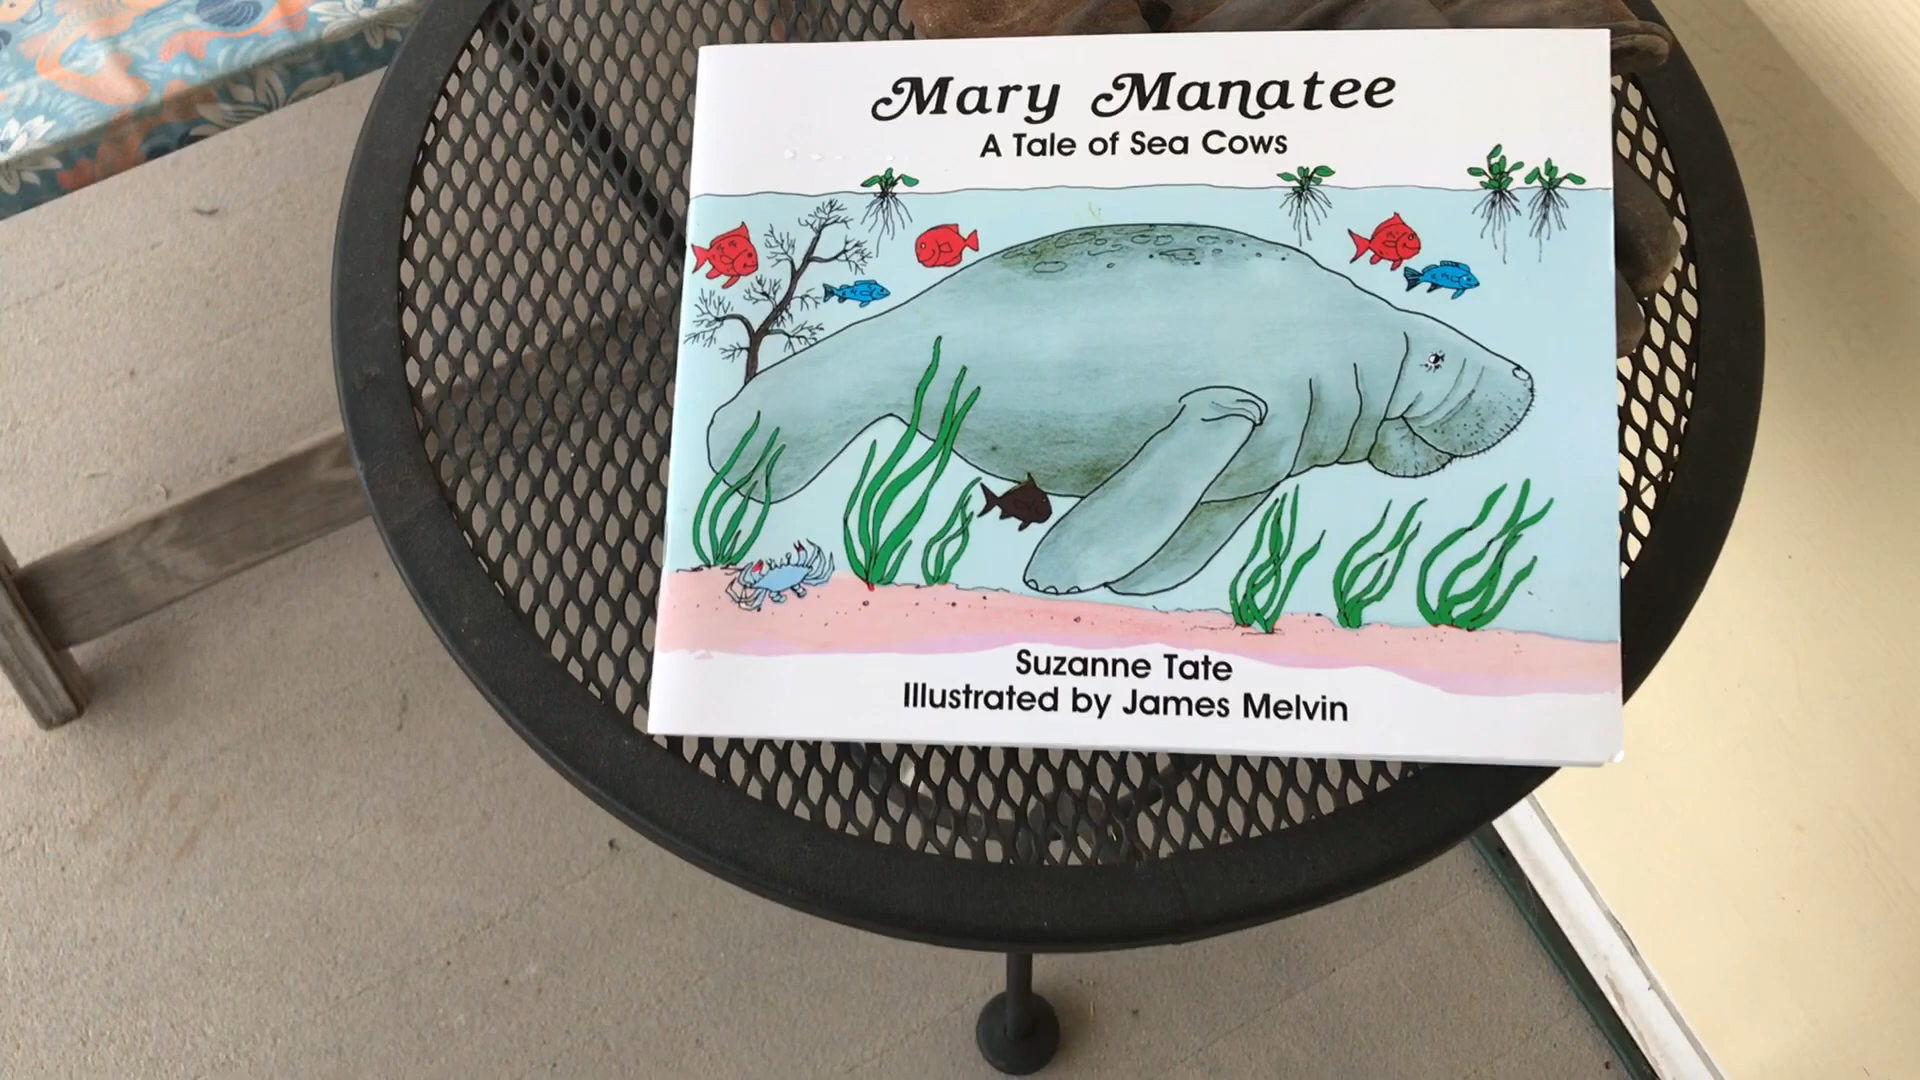 Mary Manatee
A Tale of Sea Cows
Suzanne Tate
Illustrated by James Melvin